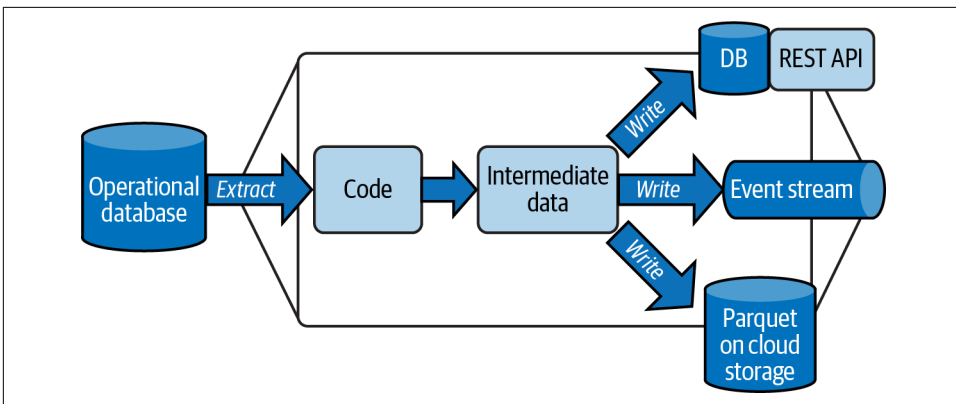 DB
REST API
Write
Operational
database
Extract
Code
Intermediate
data
Write
Event stream
Write
Parquet
on cloud
storage